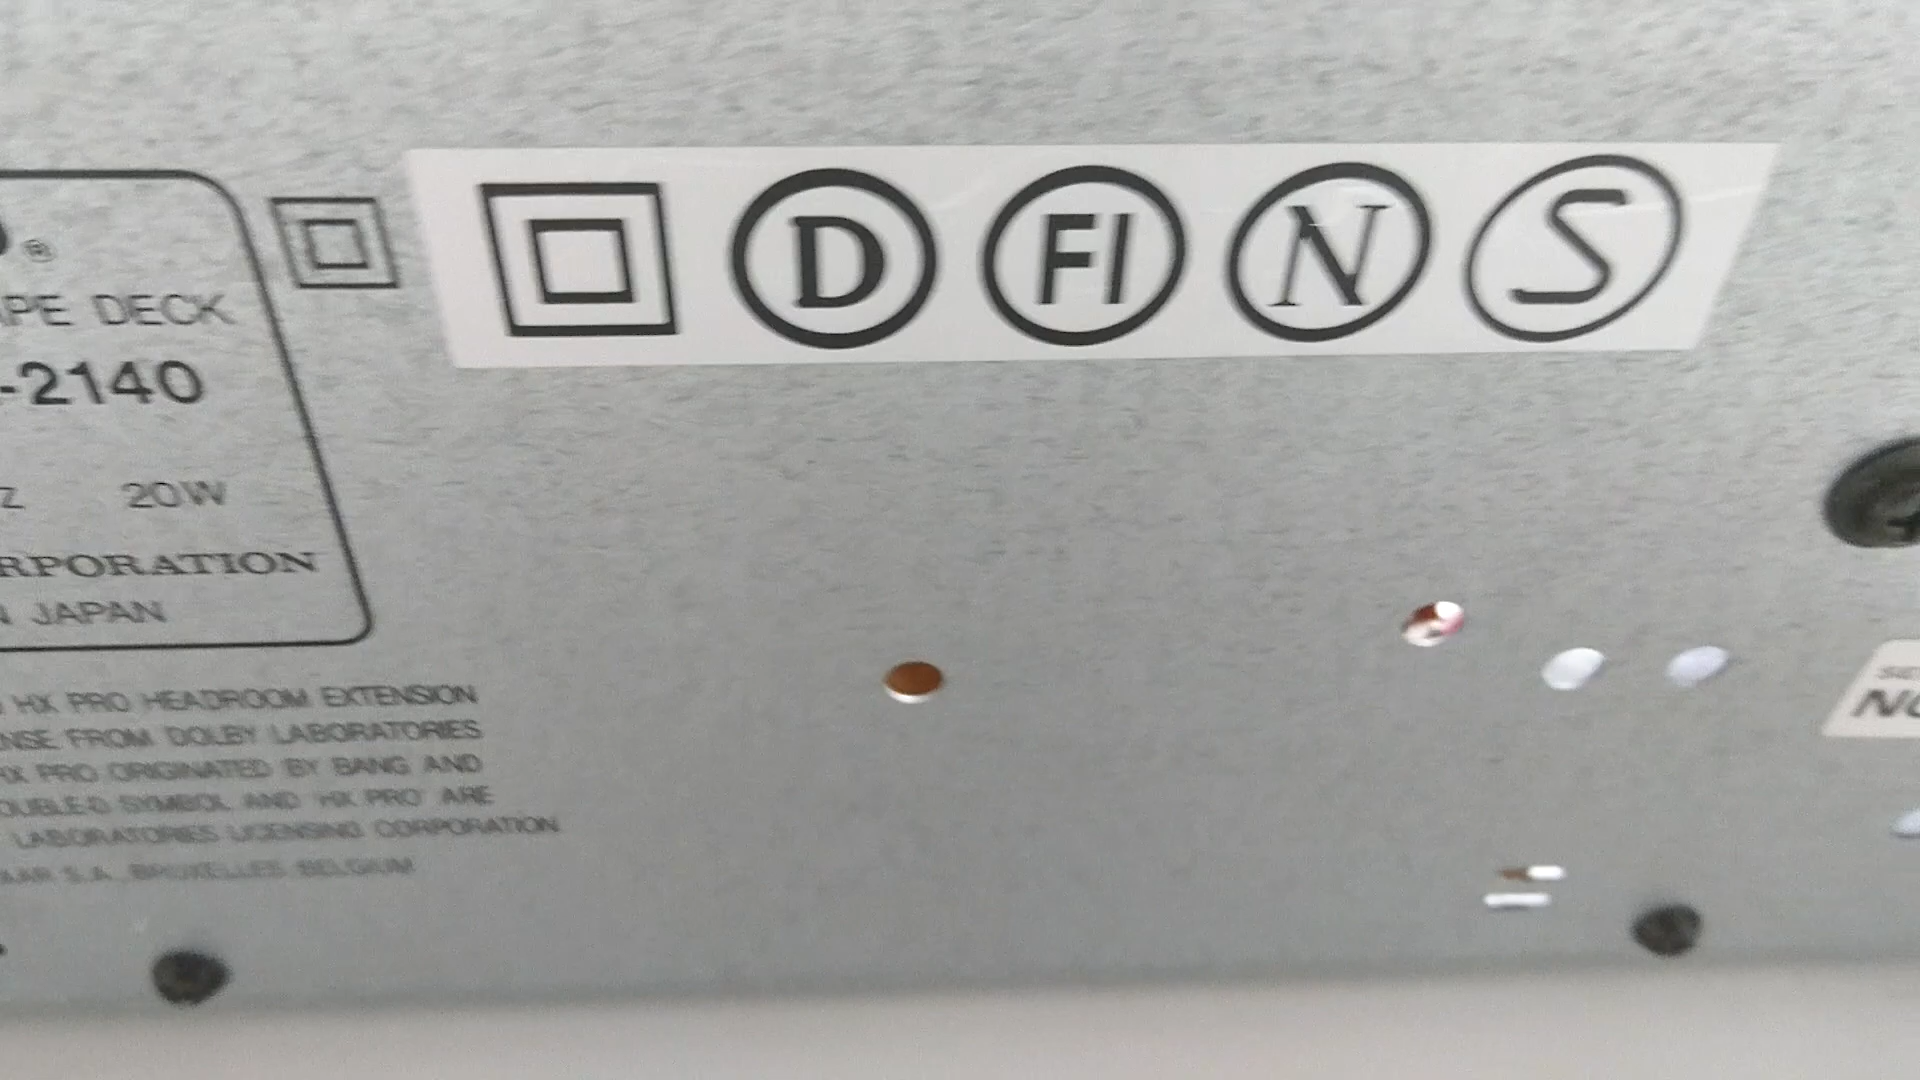 D FI N S
®
APE DECK
-2140
Z 20W
RPORATION
N JAPAN
HX PRO HEADROOM EXTENSION
NSE FROM DOLBY LABORATORIES
HX PRO ORIGINATED BY BANG AND
OUBLE-D SYMBOL AND 'HX PRO' ARE
LABORATORIES LICENSING CORPORATION
S.A., BRUXELLES BELGIUM